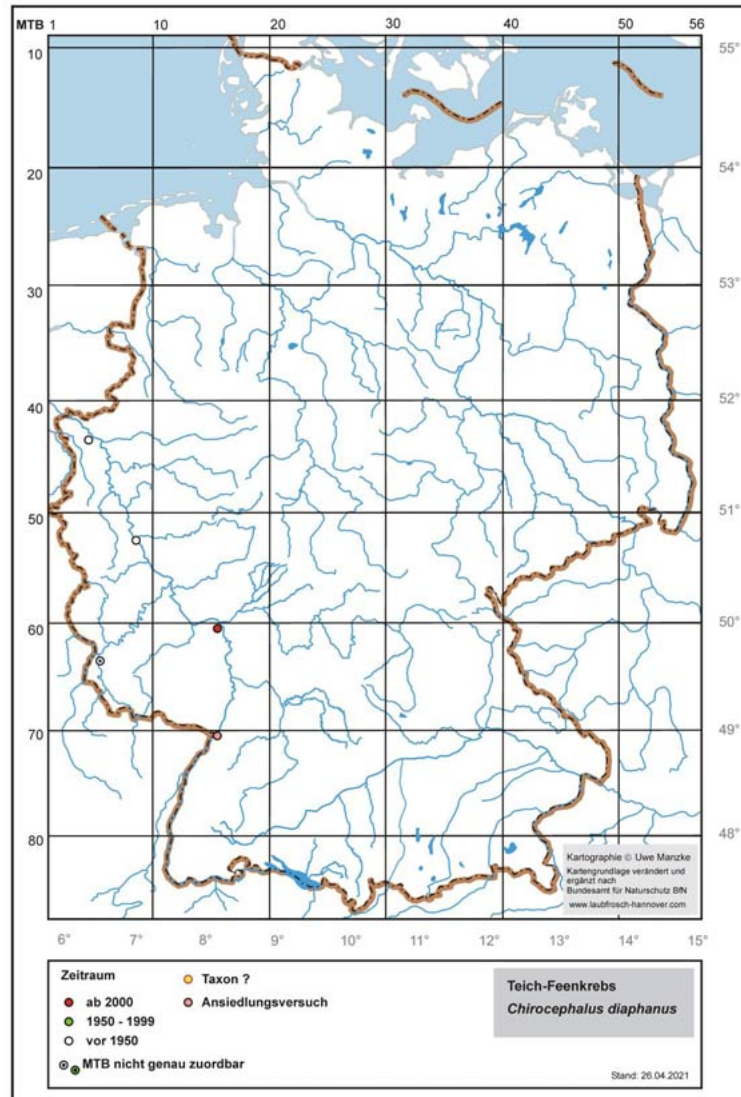 MTB 1 10 20 30 40 50 56
10 55°
20 54°
30 53°
40 52°
50 51°
60 50°
70 49°
80 48°
Kartographie © Uwe Manzke
Kartengrundlage verändert und
ergänzt nach
Bundesamt für Naturschutz BfN
www.laubfrosch-hannover.com
6° 7° 8° 9° 10° 11° 12° 13° 14° 15°
Zeitraum
ab 2000
1950 - 1999
vor 1950
MTB nicht genau zuordbar
Taxon ?
Ansiedlungsversuch
Teich-Feenkrebs
Chirocephalus diaphanus
Stand: 26.04.2021